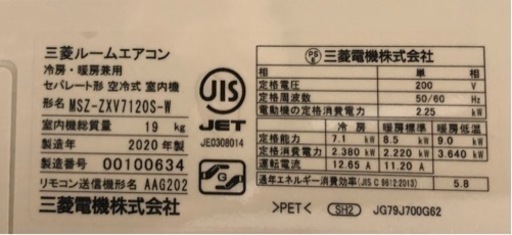 三菱ルームエアコン
冷房・暖房兼用
セパレート形 空冷式 室内機
形名 MSZ-ZXV7120S-W
室内機総質量 19 kg
製造年 2020年製
製造番号 00100634
リモコン送信機形名 AAG202
三菱電機株式会社
JIS
JET
JE0308014
G
PSE 三菱電機株式会社
相 単 相
定格電圧 200 V
定格周波数 50/60 Hz
電動機の定格消費電力 2.25 kW
冷房 暖房標準 暖房低温
定格能力 7.1 kW 8.5 kW 9.0 kW
定格消費電力 2.380 kW 2.220 kW 3.640 kW
運転電流 12.65 A 11.20 A
通年エネルギー消費効率(JIS C 9612:2013) 5.8
>PET< SH2 JG79J700G62